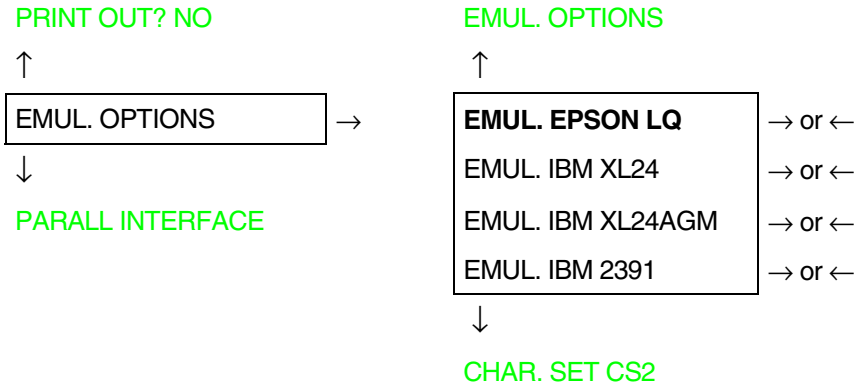 PRINT OUT? NO
↑
EMUL. OPTIONS →
↓
PARALL INTERFACE
EMUL. OPTIONS
↑
EMUL. EPSON LQ → or ←
EMUL. IBM XL24 → or ←
EMUL. IBM XL24AGM → or ←
EMUL. IBM 2391 → or ←
↓
CHAR. SET CS2